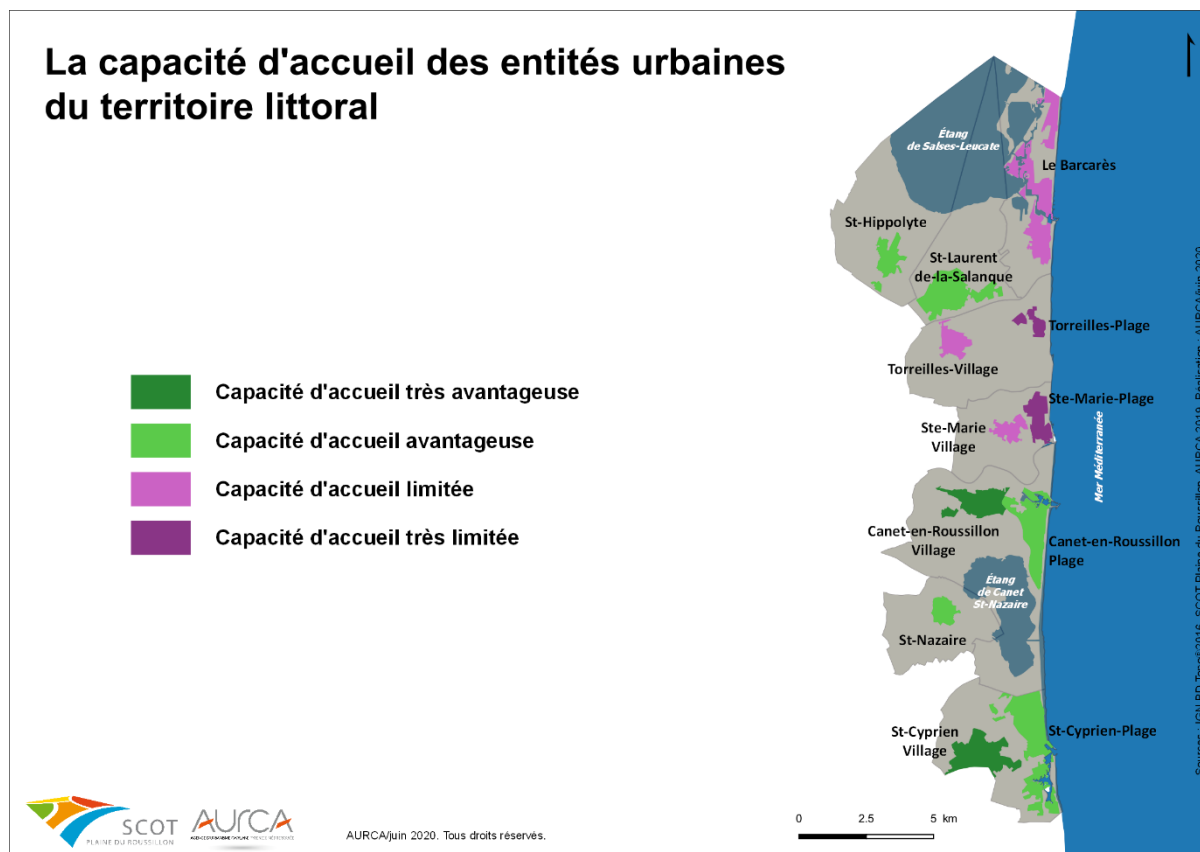 La capacité d'accueil des entités urbaines
du territoire littoral
Étang
de Salses-Leucate
Le Barcarès
St-Hippolyte
St-Laurent
de-la-Salanque
Torreilles-Plage
Torreilles-Village
Ste-Marie-Plage
Ste-Marie
Village
Mer Méditerranée
Canet-en-Roussillon
Village
Canet-en-Roussillon
Plage
Étang
de Canet
St-Nazaire
St-Nazaire
St-Cyprien
Village
St-Cyprien-Plage
Capacité d'accueil très avantageuse
Capacité d'accueil avantageuse
Capacité d'accueil limitée
Capacité d'accueil très limitée
SCOT
PLAINE DU ROUSSILLON
AURCA
AURCA/juin 2020. Tous droits réservés.
0 2.5 5 km